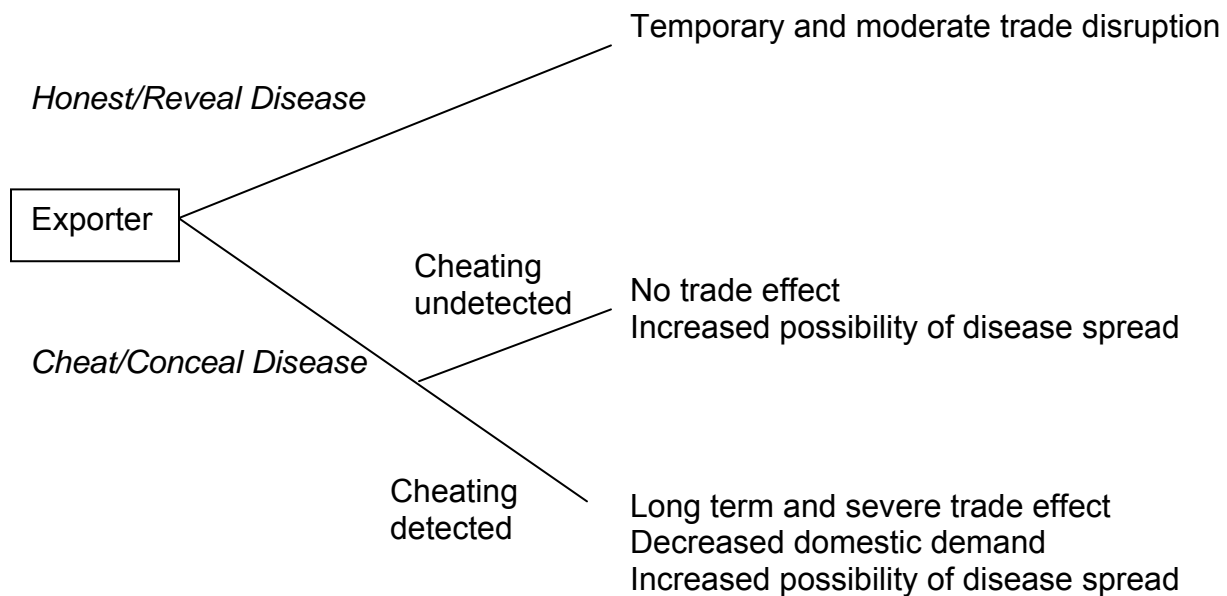 Temporary and moderate trade disruption
Honest/Reveal Disease
Exporter
Cheating
undetected
No trade effect
Increased possibility of disease spread
Cheat/Conceal Disease
Cheating
detected
Long term and severe trade effect
Decreased domestic demand
Increased possibility of disease spread